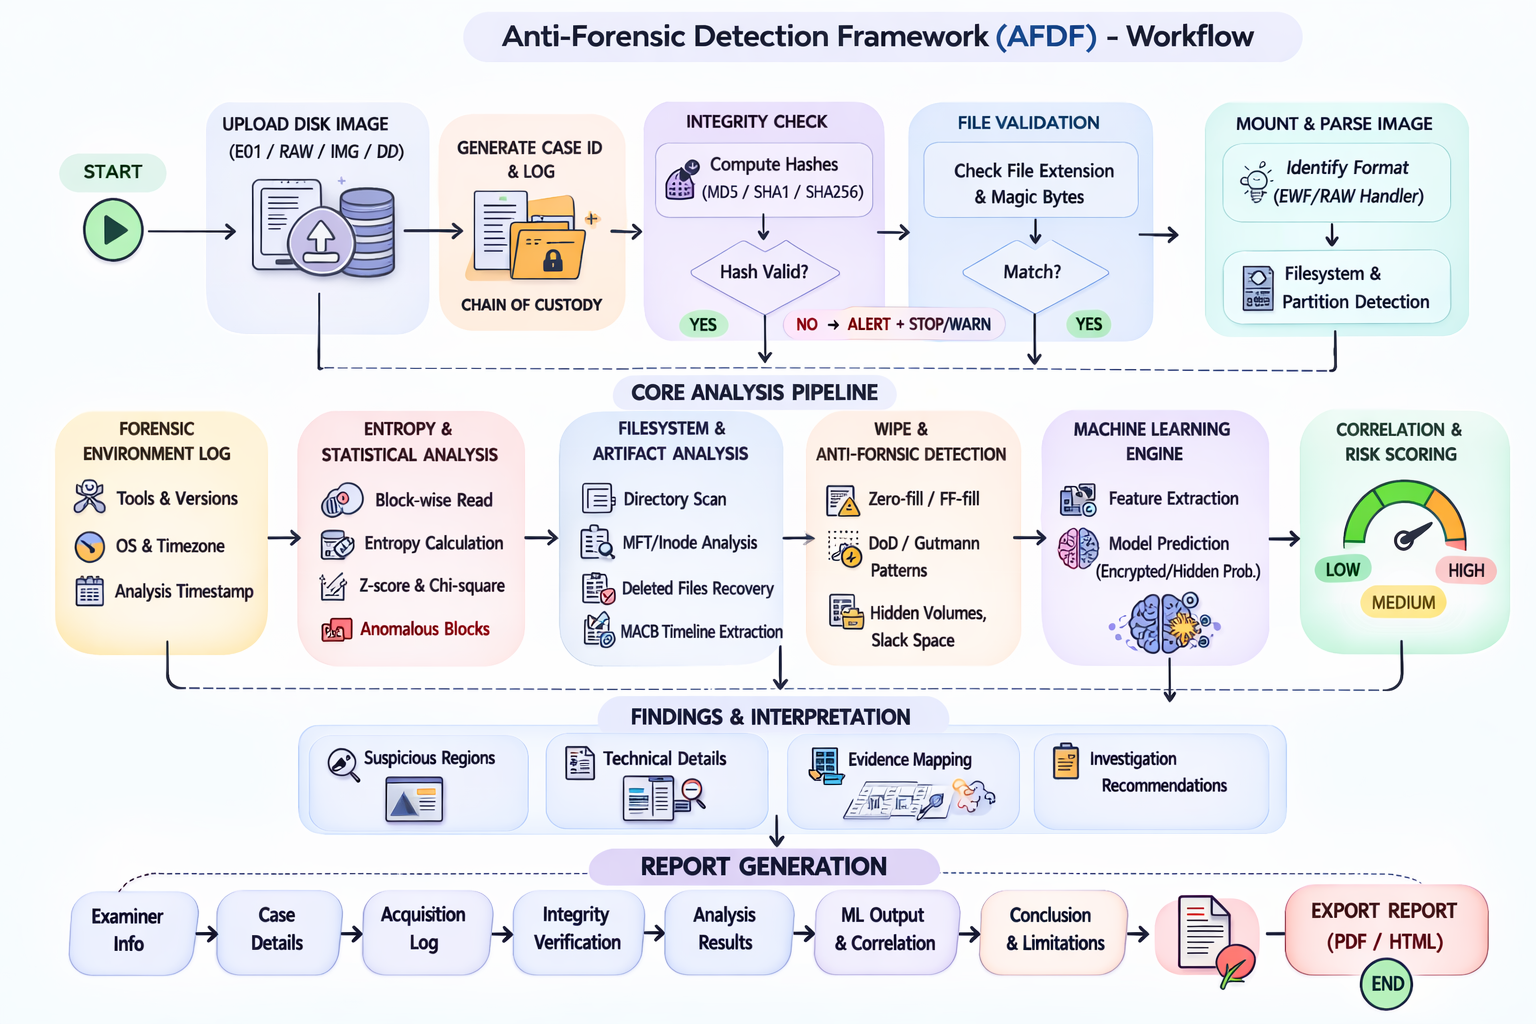 Anti-Forensic Detection Framework (AFDF) - Workflow
START
UPLOAD DISK IMAGE
(E01 / RAW / IMG / DD)
GENERATE CASE ID
& LOG
CHAIN OF CUSTODY
INTEGRITY CHECK
Compute Hashes
(MD5 / SHA1 / SHA256)
Hash Valid?
YES
NO → ALERT + STOP/WARN
FILE VALIDATION
Check File Extension
& Magic Bytes
Match?
YES
MOUNT & PARSE IMAGE
Identify Format
(EWF/RAW Handler)
Filesystem &
Partition Detection
CORE ANALYSIS PIPELINE
FORENSIC
ENVIRONMENT LOG
Tools & Versions
OS & Timezone
Analysis Timestamp
ENTROPY &
STATISTICAL ANALYSIS
Block-wise Read
Entropy Calculation
Z-score & Chi-square
Anomalous Blocks
FILESYSTEM &
ARTIFACT ANALYSIS
Directory Scan
MFT/Inode Analysis
Deleted Files Recovery
MACB Timeline Extraction
WIPE &
ANTI-FORNSIC DETECTION
Zero-fill / FF-fill
DoD / Gutmann
Patterns
Hidden Volumes,
Slack Space
MACHINE LEARNING
ENGINE
Feature Extraction
Model Prediction
(Encrypted/Hidden Prob.)
CORRELATION &
RISK SCORING
LOW
HIGH
MEDIUM
FINDINGS & INTERPRETATION
Suspicious Regions
Technical Details
Evidence Mapping
Investigation
Recommendations
REPORT GENERATION
Examiner
Info
Case
Details
Acquisition
Log
Integrity
Verification
Analysis
Results
ML Output
& Correlation
Conclusion
& Limitations
EXPORT REPORT
(PDF / HTML)
END